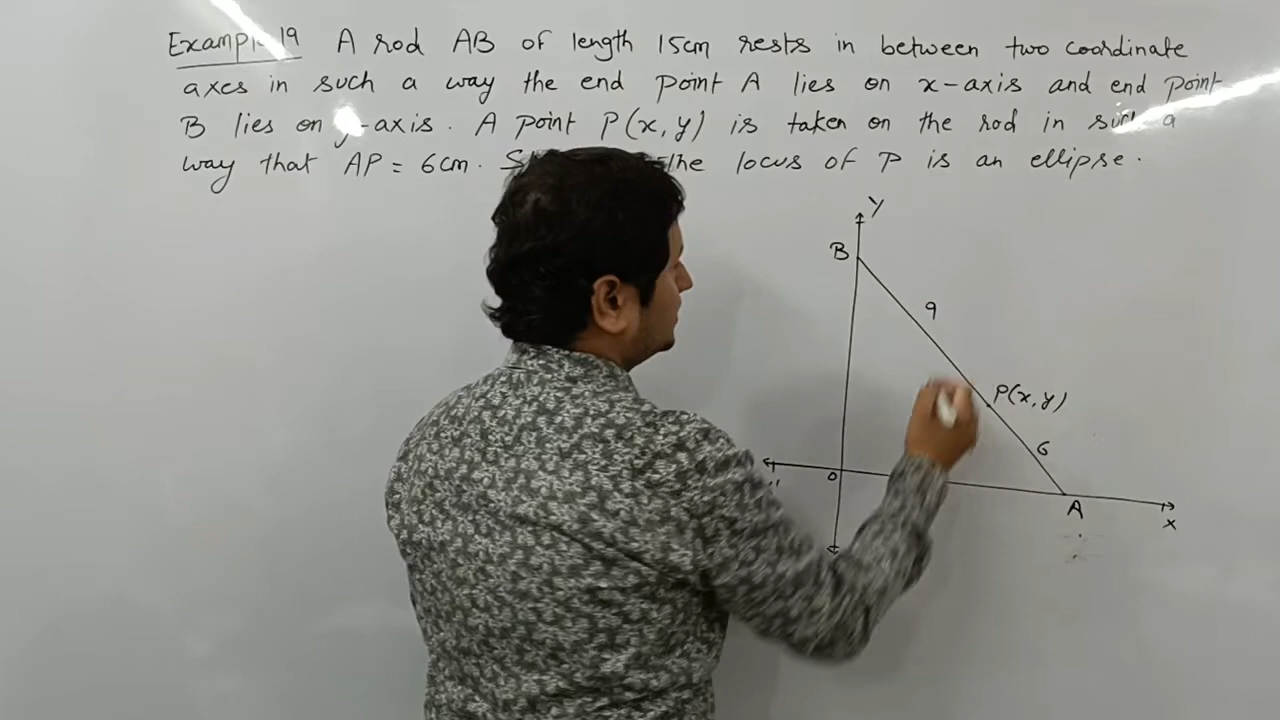 Example 19 A rod AB of length 15cm rests in between two coordinate
axes in such a way the end point A lies on x-axis and end point
B lies on y-axis. A point P(x, y) is taken on the rod in such a
way that AP = 6cm. the locus of P is an ellipse.
Y
B
9
P(x, y)
6
O
A
X